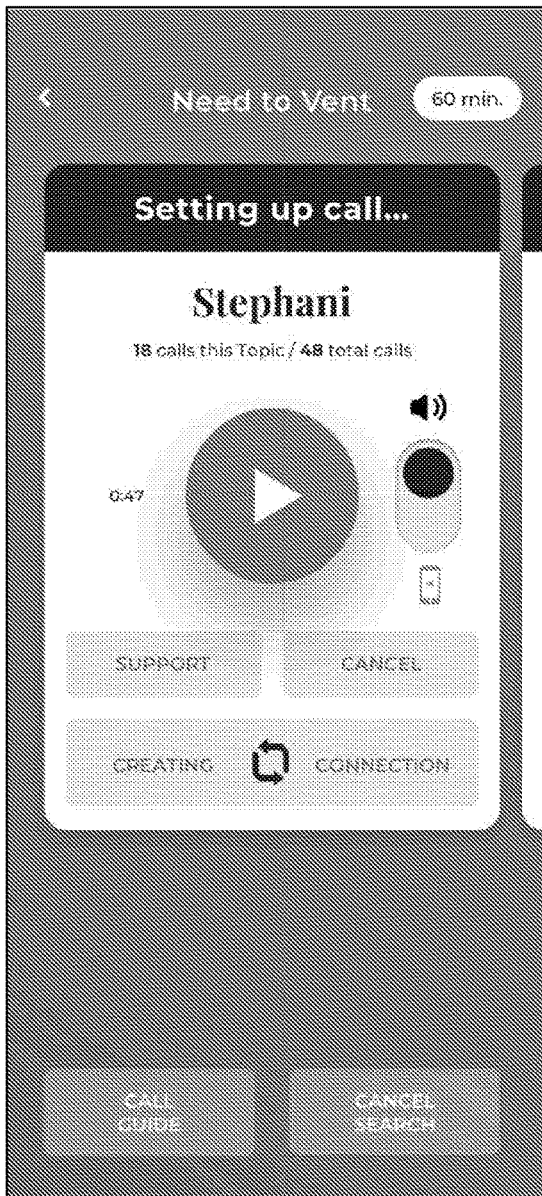 Need to Vent 60 min.
Setting up call...
Stephani
18 calls this Topic / 48 total calls
0:47
SUPPORT CANCEL
CREATING CONNECTION
CALL CANCEL
GUIDE SEARCH